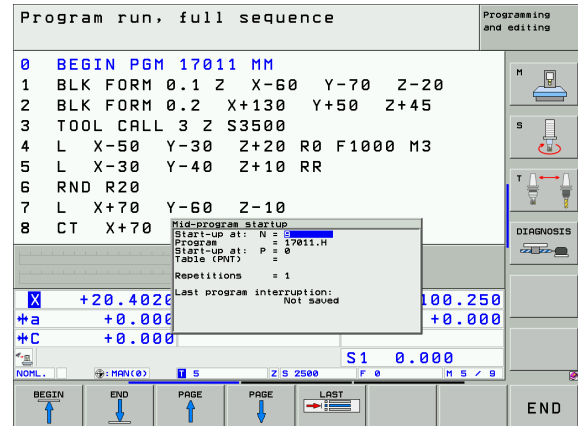 Program run, full sequence
Programming
and editing
0 BEGIN PGM 17011 MM
1 BLK FORM 0.1 Z X-60 Y-70 Z-20
2 BLK FORM 0.2 X+130 Y+50 Z+45
3 TOOL CALL 3 Z S3500
4 L X-50 Y-30 Z+20 R0 F1000 M3
5 L X-30 Y-40 Z+10 RR
6 RND R20
7 L X+70 Y-60 Z-10
8 CT X+70
Mid-program startup
Start-up at: N =
Program = 17011.H
Start-up at: P = 0
Table (PNT) =
Repetitions = 1
Last program interruption:
Not saved
X +20.402 100.250
a +0.000 +0.000
C +0.000
S1 0.000
NOML. : MAN(0) T 5 Z S 2500 F 0 M 5 / 9
M
S
T
DIAGNOSIS
BEGIN
END
PAGE
PAGE
LAST
END